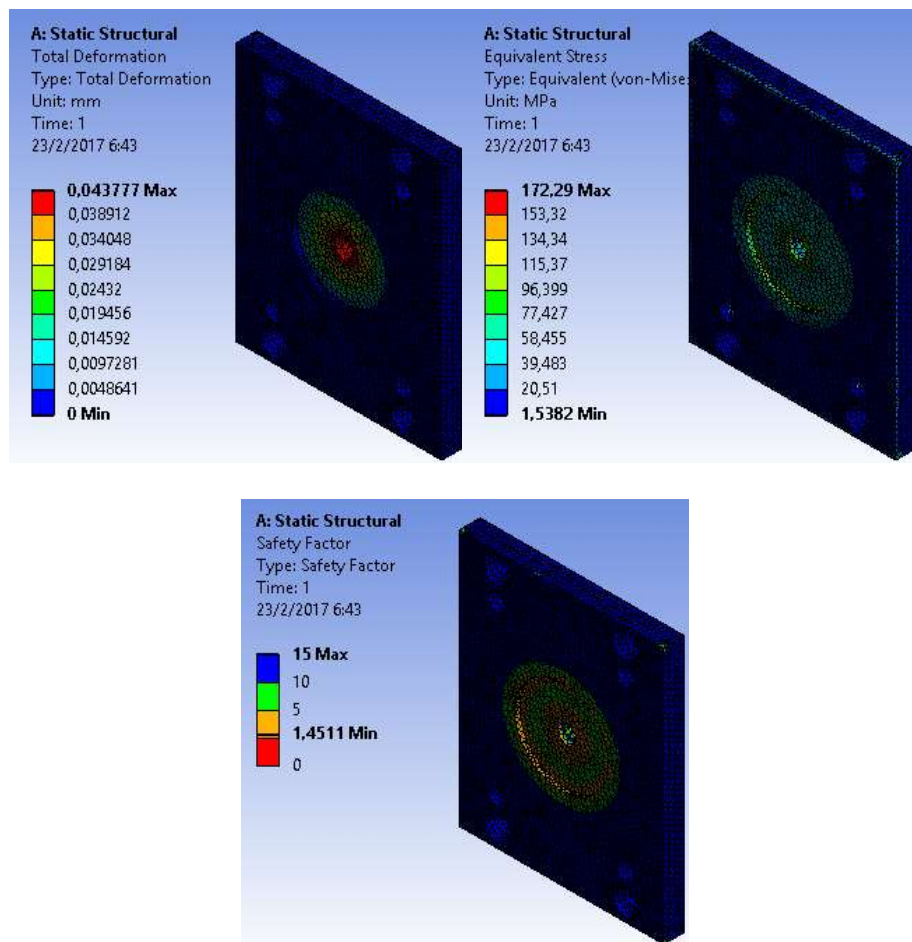 A: Static Structural
Total Deformation
Type: Total Deformation
Unit: mm
Time: 1
23/2/2017 6:43
0,043777 Max
0,038912
0,034048
0,029184
0,02432
0,019456
0,014592
0,0097281
0,0048641
0 Min
A: Static Structural
Equivalent Stress
Type: Equivalent (von-Mise
Unit: MPa
Time: 1
23/2/2017 6:43
172,29 Max
153,32
134,34
115,37
96,399
77,427
58,455
39,483
20,51
1,5382 Min
A: Static Structural
Safety Factor
Type: Safety Factor
Time: 1
23/2/2017 6:43
15 Max
10
5
1,4511 Min
0